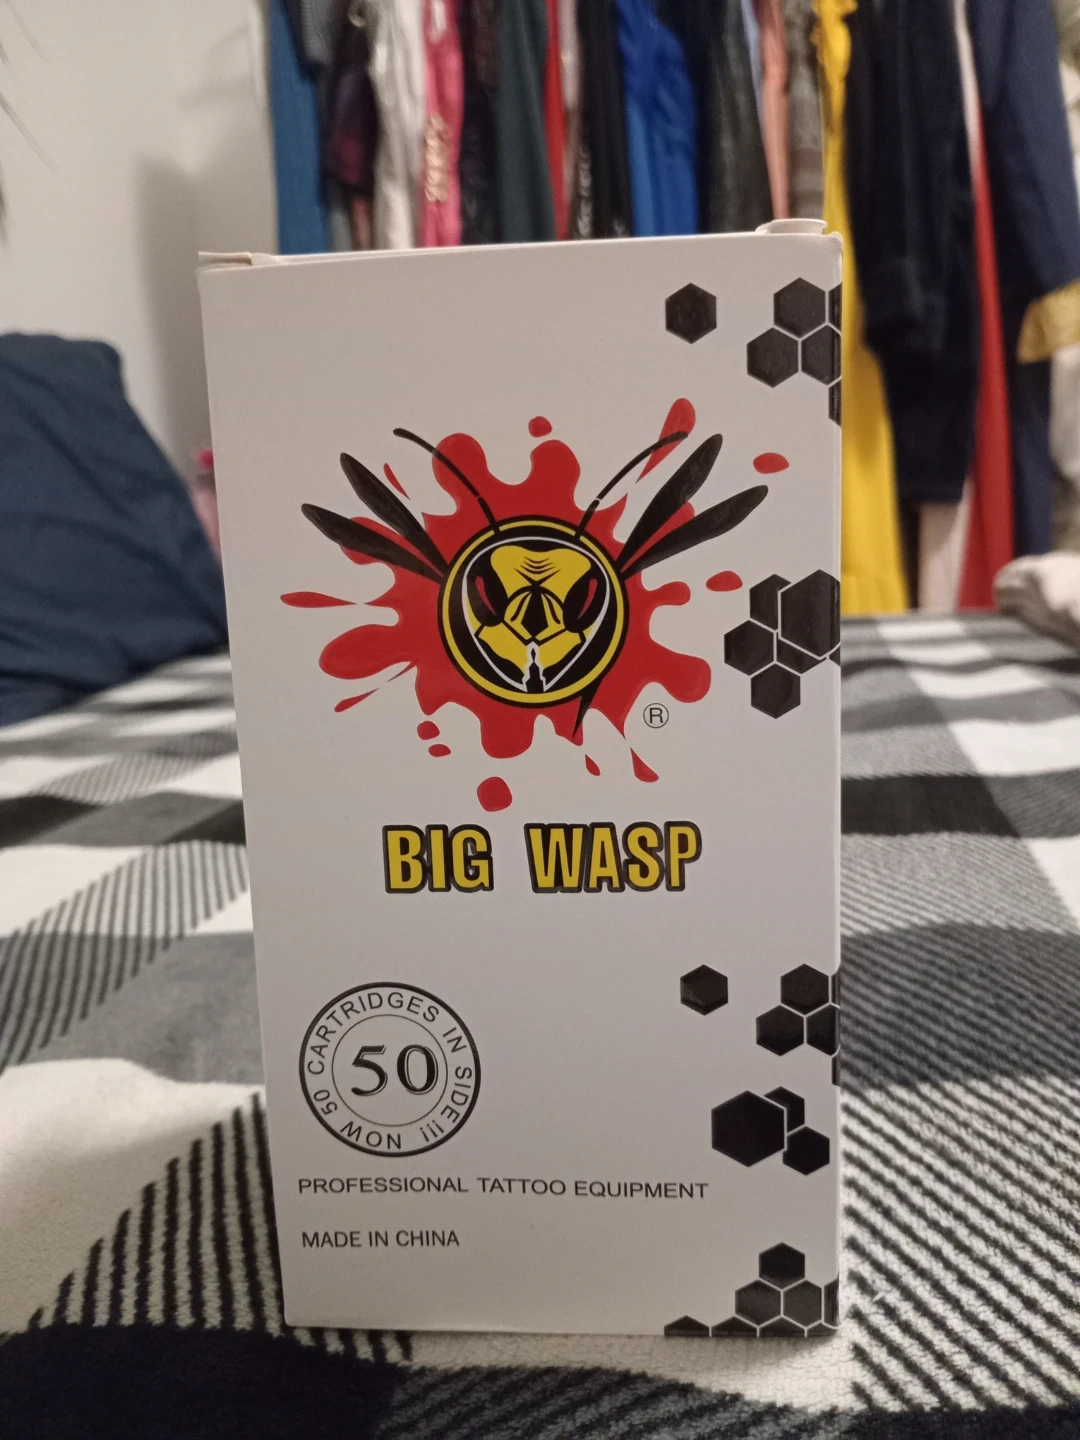 ®
BIG WASP
NOW 50 CARTRIDGES IN SIDE!!!
50
PROFESSIONAL TATTOO EQUIPMENT
MADE IN CHINA